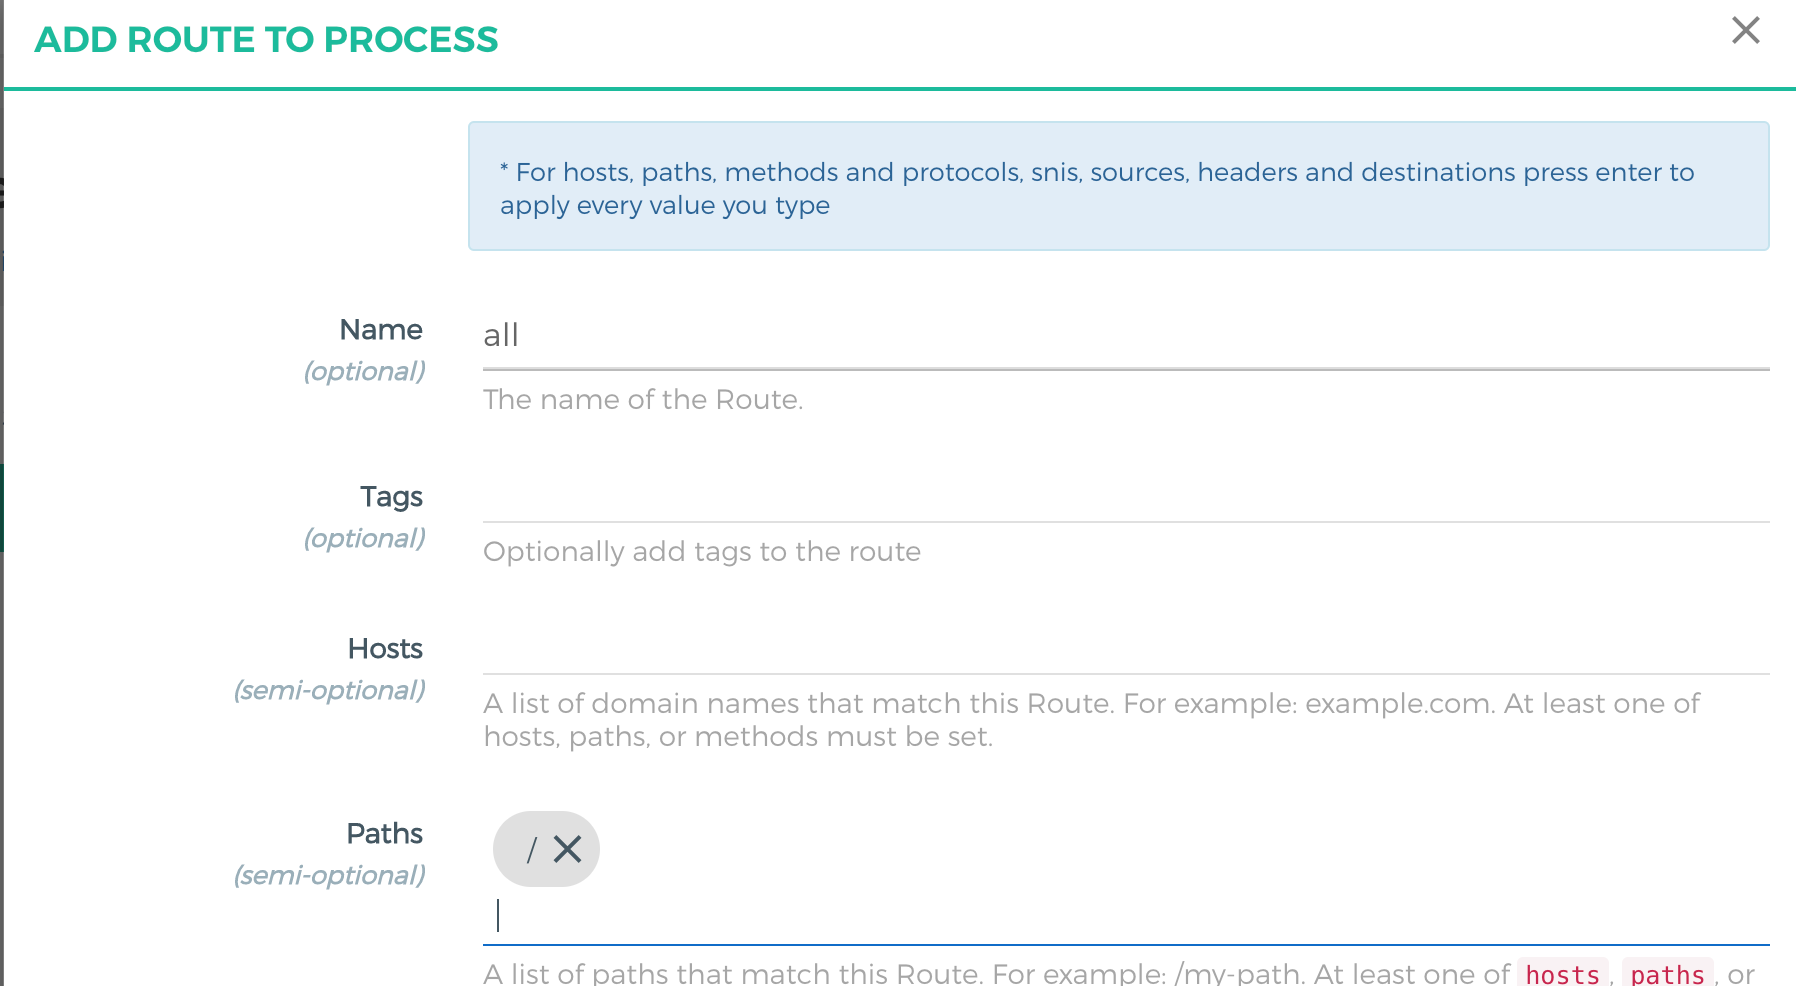 ADD ROUTE TO PROCESS
* For hosts, paths, methods and protocols, snis, sources, headers and destinations press enter to
apply every value you type
Name
all
(optional)
The name of the Route.
Tags
(optional)
Optionally add tags to the route
Hosts
(semi-optional)
A list of domain names that match this Route. For example: example.com. At least one of
hosts, paths, or methods must be set.
Paths
/
(semi-optional)
A list of paths that match this Route. For example: /my-path. At least one of hosts, paths, or